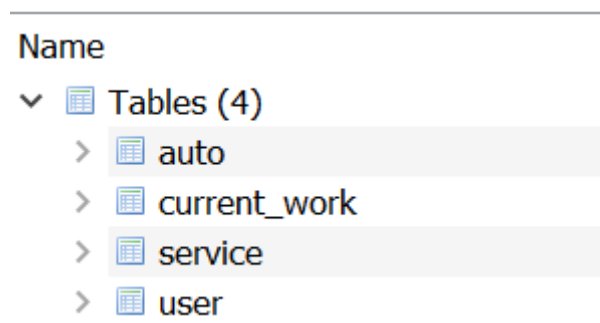 Name
Tables (4)
auto
current_work
service
user